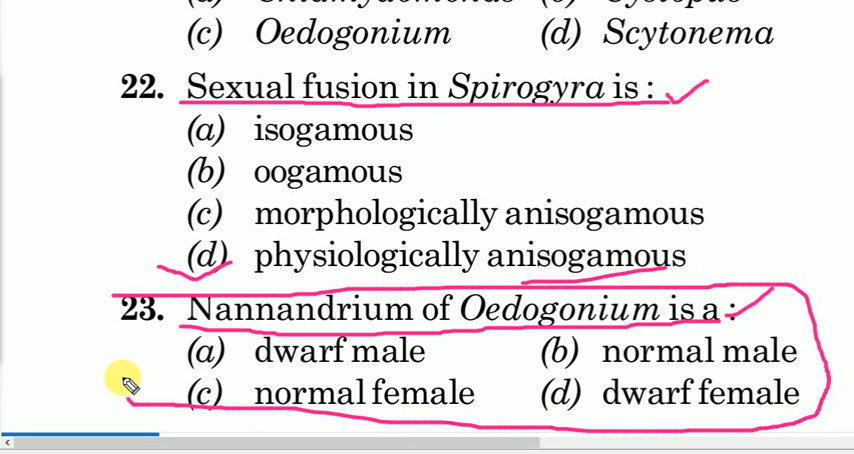 (c) Oedogonium (d) Scytonema
22. Sexual fusion in Spirogyra is :
(a) isogamous
(b) oogamous
(c) morphologically anisogamous
(d) physiologically anisogamous
23. Nannandrium of Oedogonium is a :
(a) dwarf male (b) normal male
(c) normal female (d) dwarf female